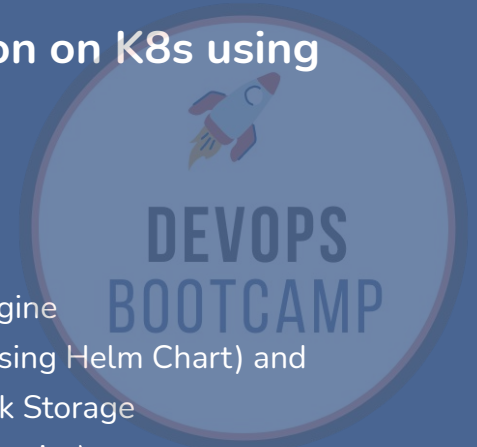 on on K8s using
DEVOPS
BOOTCAMP
gine
sing Helm Chart) and
k Storage